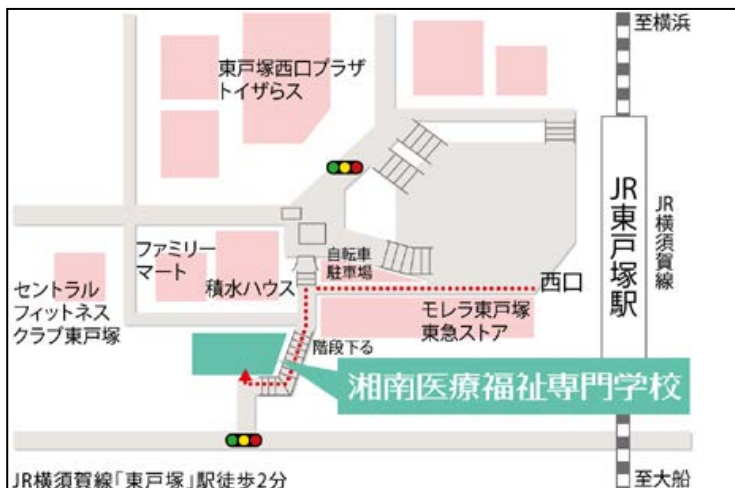 至横浜
東戸塚西口プラザ
トイザらス
JR東戸塚駅
JR横須賀線
自転車
駐車場
西口
ファミリー
マート
積水ハウス
セントラル
フィットネス
クラブ東戸塚
モレラ東戸塚
東急ストア
階段下る
湘南医療福祉専門学校
JR横須賀線「東戸塚」駅徒歩2分
至大船